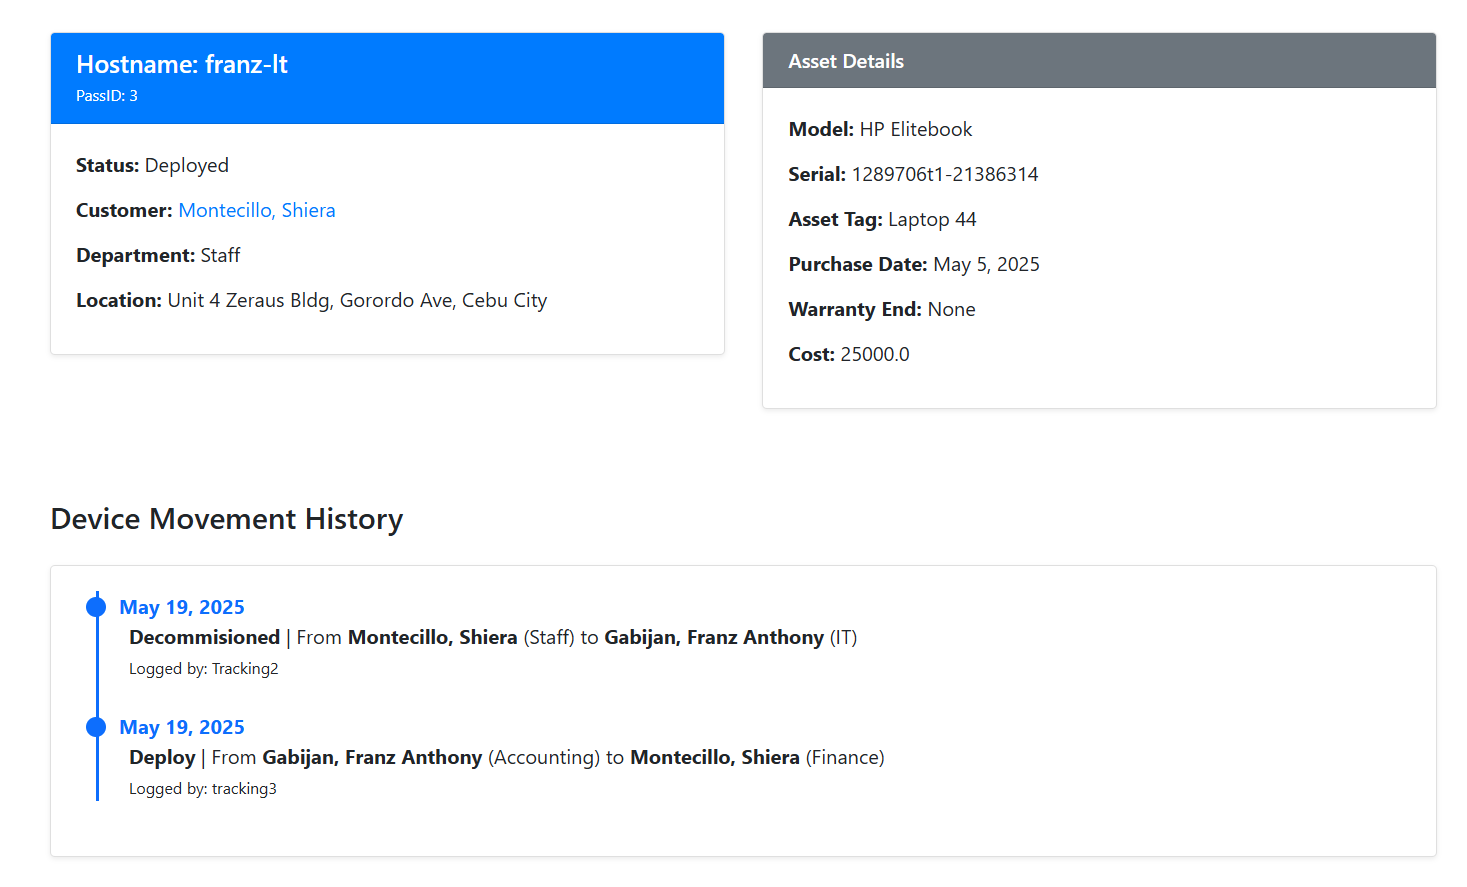 Hostname: franz-lt
PassID: 3
Status: Deployed
Customer: Montecillo, Shiera
Department: Staff
Location: Unit 4 Zeraus Bldg, Gorordo Ave, Cebu City
Asset Details
Model: HP Elitebook
Serial: 1289706t1-21386314
Asset Tag: Laptop 44
Purchase Date: May 5, 2025
Warranty End: None
Cost: 25000.0
Device Movement History
May 19, 2025
Decommisioned | From Montecillo, Shiera (Staff) to Gabijan, Franz Anthony (IT)
Logged by: Tracking2
May 19, 2025
Deploy | From Gabijan, Franz Anthony (Accounting) to Montecillo, Shiera (Finance)
Logged by: tracking3